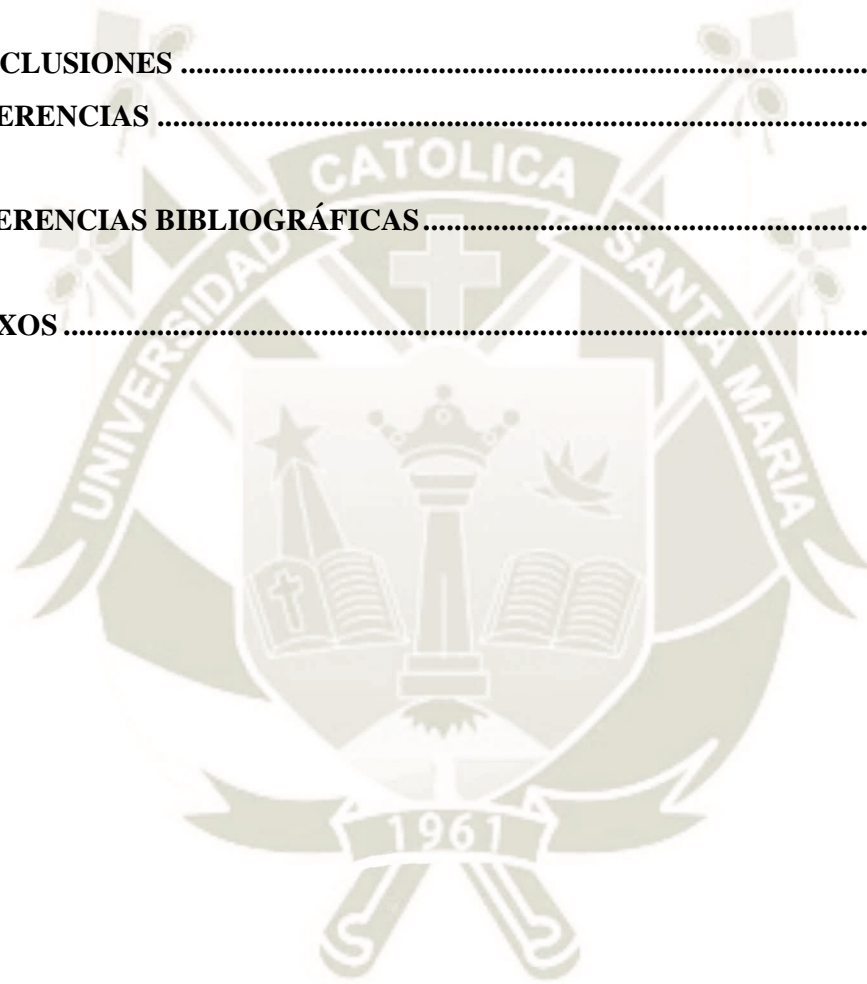 CLUSIONES ..........................................................................................
ERENCIAS .............................................................................................
ERENCIAS BIBLIOGRÁFICAS ..........................................................
XOS .........................................................................................................
UNIVERSIDAD CATOLICA SANTA MARIA
1961